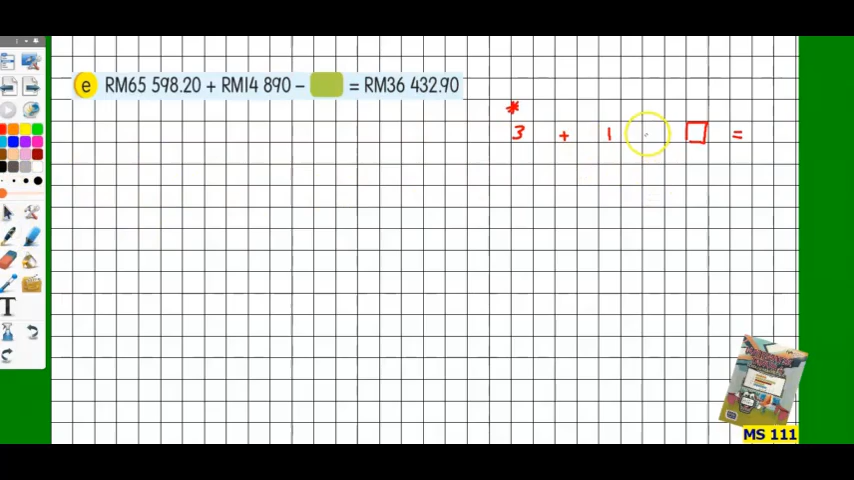 e RM65 598.20 + RM14 890 – = RM36 432.90
*
3 + 1 □ =
T
MS 111